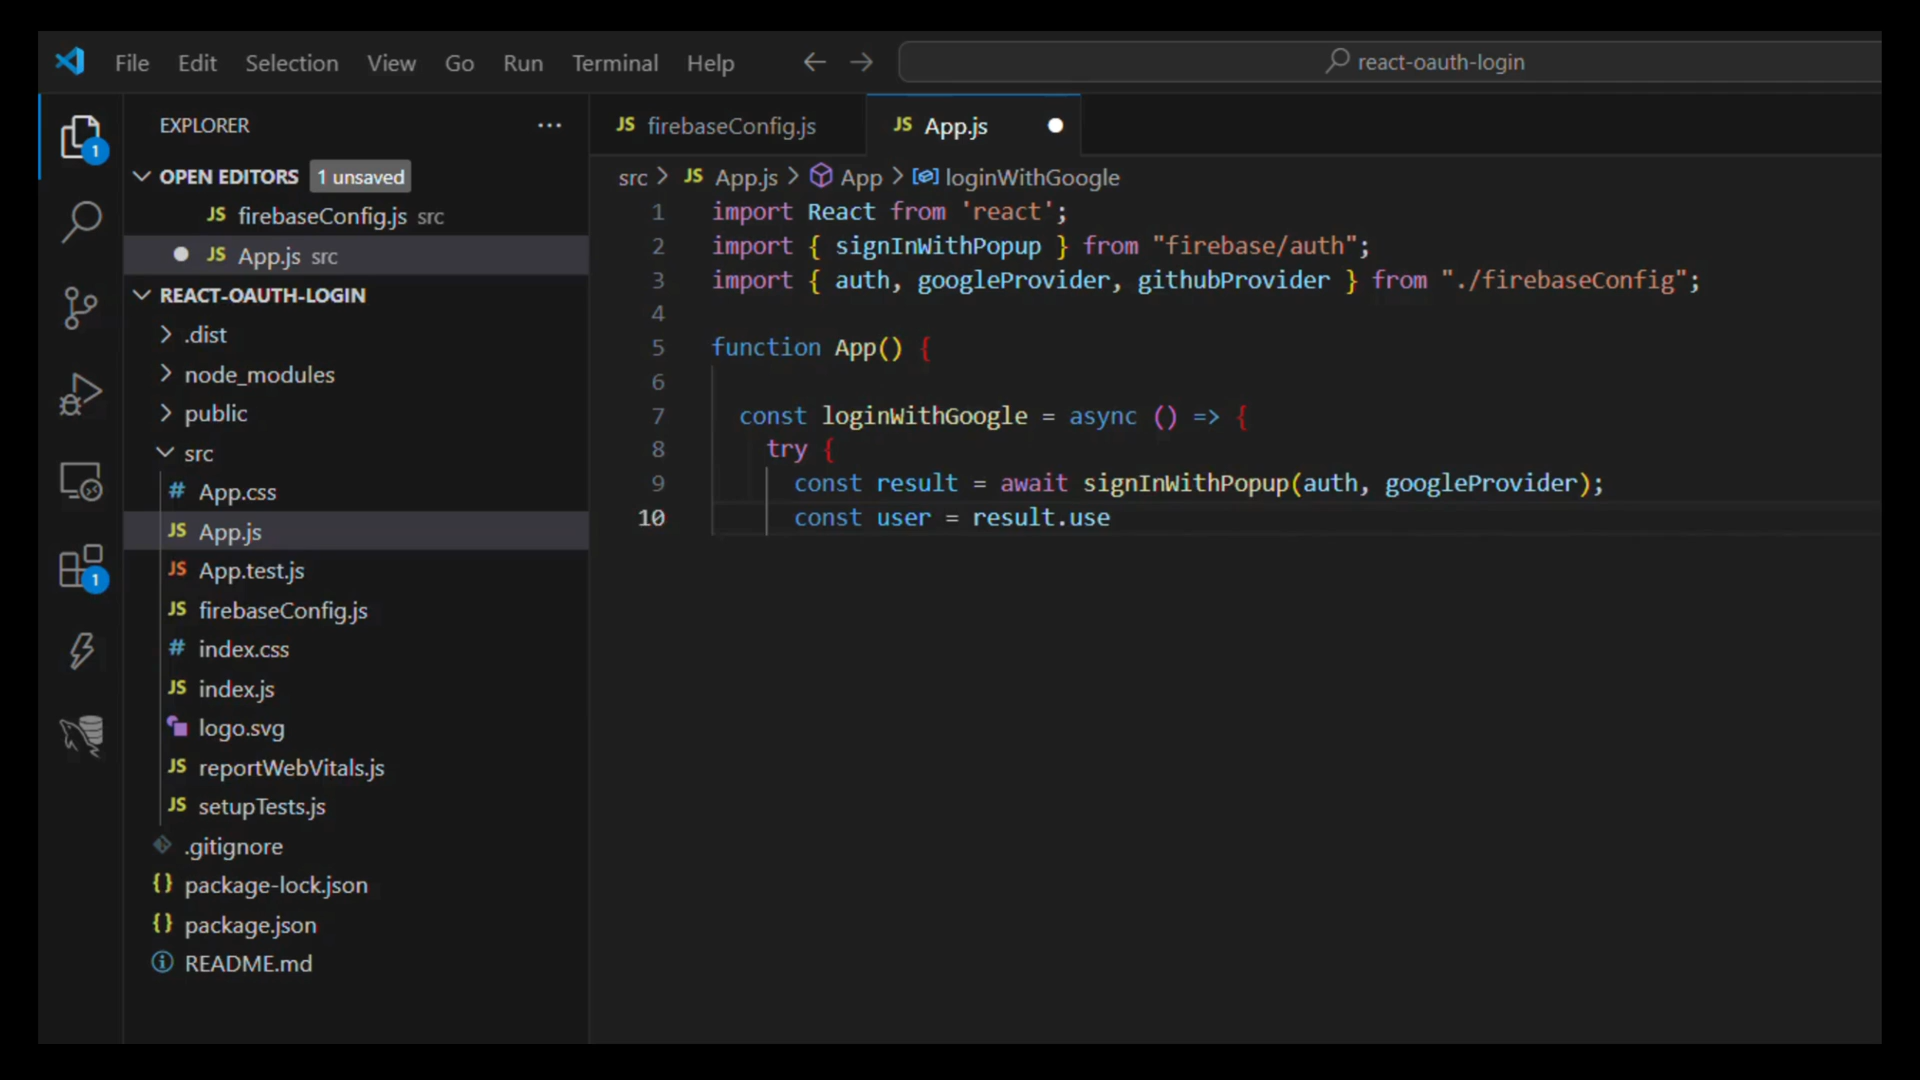 File Edit Selection View Go Run Terminal Help ← → react-oauth-login
EXPLORER ···
OPEN EDITORS 1 unsaved
JS firebaseConfig.js src
JS App.js src
REACT-OAUTH-LOGIN
.dist
node_modules
public
src
# App.css
JS App.js
JS App.test.js
JS firebaseConfig.js
# index.css
JS index.js
logo.svg
JS reportWebVitals.js
JS setupTests.js
.gitignore
{} package-lock.json
{} package.json
README.md
1
1
JS firebaseConfig.js JS App.js
src > JS App.js > App > loginWithGoogle
1 import React from 'react';
2 import { signInWithPopup } from "firebase/auth";
3 import { auth, googleProvider, githubProvider } from "./firebaseConfig";
4
5 function App() {
6
7 const loginWithGoogle = async () => {
8 try {
9 const result = await signInWithPopup(auth, googleProvider);
10 const user = result.use